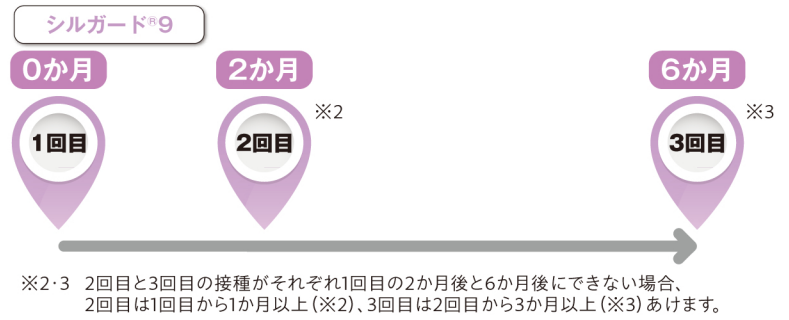 シルガード®9
0か月 2か月 6か月
1回目 2回目 ※2 3回目 ※3
※2·3 2回目と3回目の接種がそれぞれ1回目の2か月後と6か月後にできない場合、
2回目は1回目から1か月以上(※2)、3回目は2回目から3か月以上(※3)あけます。